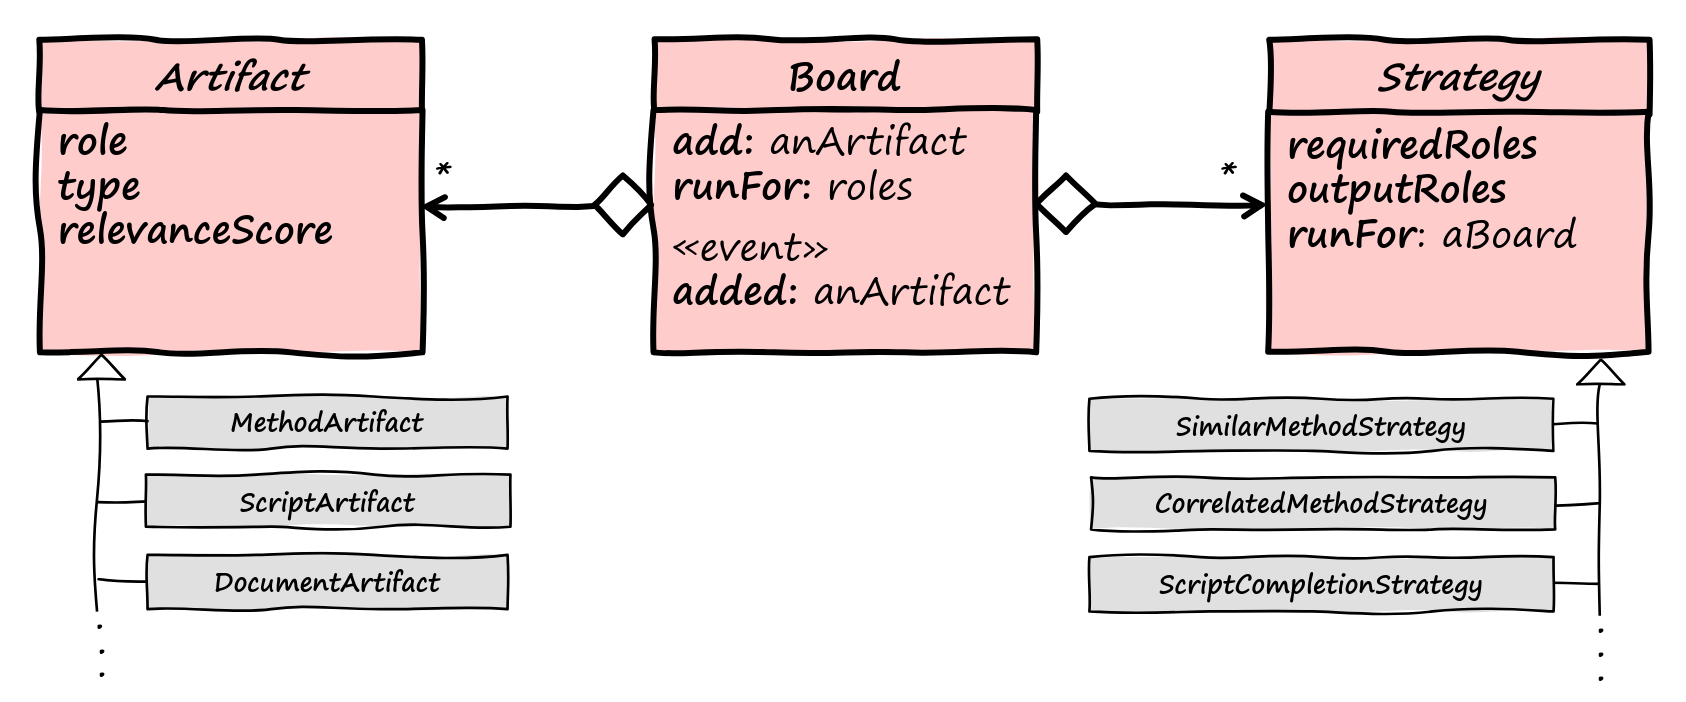 Artifact
role
type
relevanceScore
*
Board
add: anArtifact
runFor: roles
«event»
added: anArtifact
*
Strategy
requiredRoles
outputRoles
runFor: aBoard
MethodArtifact
ScriptArtifact
DocumentArtifact
SimilarMethodStrategy
CorrelatedMethodStrategy
ScriptCompletionStrategy